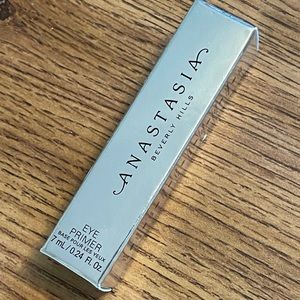 ANASTASIA
BEVERLY HILLS
EYE
PRIMER
BASE POUR LES YEUX
7 mL/0.24 Fl. Oz